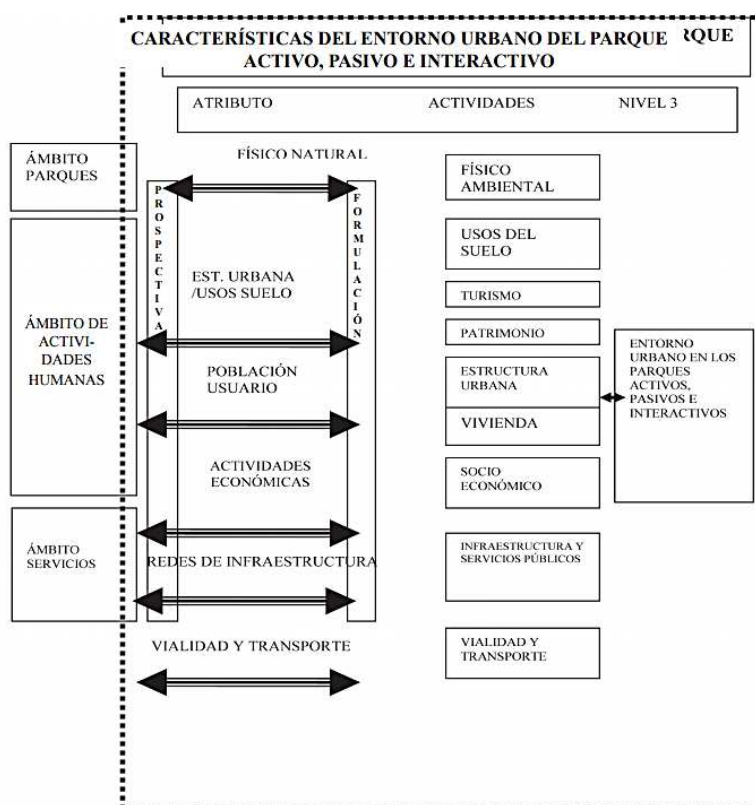 CARACTERÍSTICAS DEL ENTORNO URBANO DEL PARQUE RQUE
ACTIVO, PASIVO E INTERACTIVO
ATRIBUTO ACTIVIDADES NIVEL 3
ÁMBITO
PARQUES
ÁMBITO DE
ACTIVI-
DADES
HUMANAS
ÁMBITO
SERVICIOS
PROSPECTIVA
FÍSICO NATURAL
EST. URBANA
/USOS SUELO
POBLACIÓN
USUARIO
ACTIVIDADES
ECONÓMICAS
REDES DE INFRAESTRUCTURA
VIALIDAD Y TRANSPORTE
FORMULACIÓN
FÍSICO
AMBIENTAL
USOS DEL
SUELO
TURISMO
PATRIMONIO
ESTRUCTURA
URBANA
VIVIENDA
SOCIO
ECONÓMICO
INFRAESTRUCTURA Y
SERVICIOS PÚBLICOS
VIALIDAD Y
TRANSPORTE
ENTORNO
URBANO EN LOS
PARQUES
ACTIVOS,
PASIVOS E
INTERACTIVOS